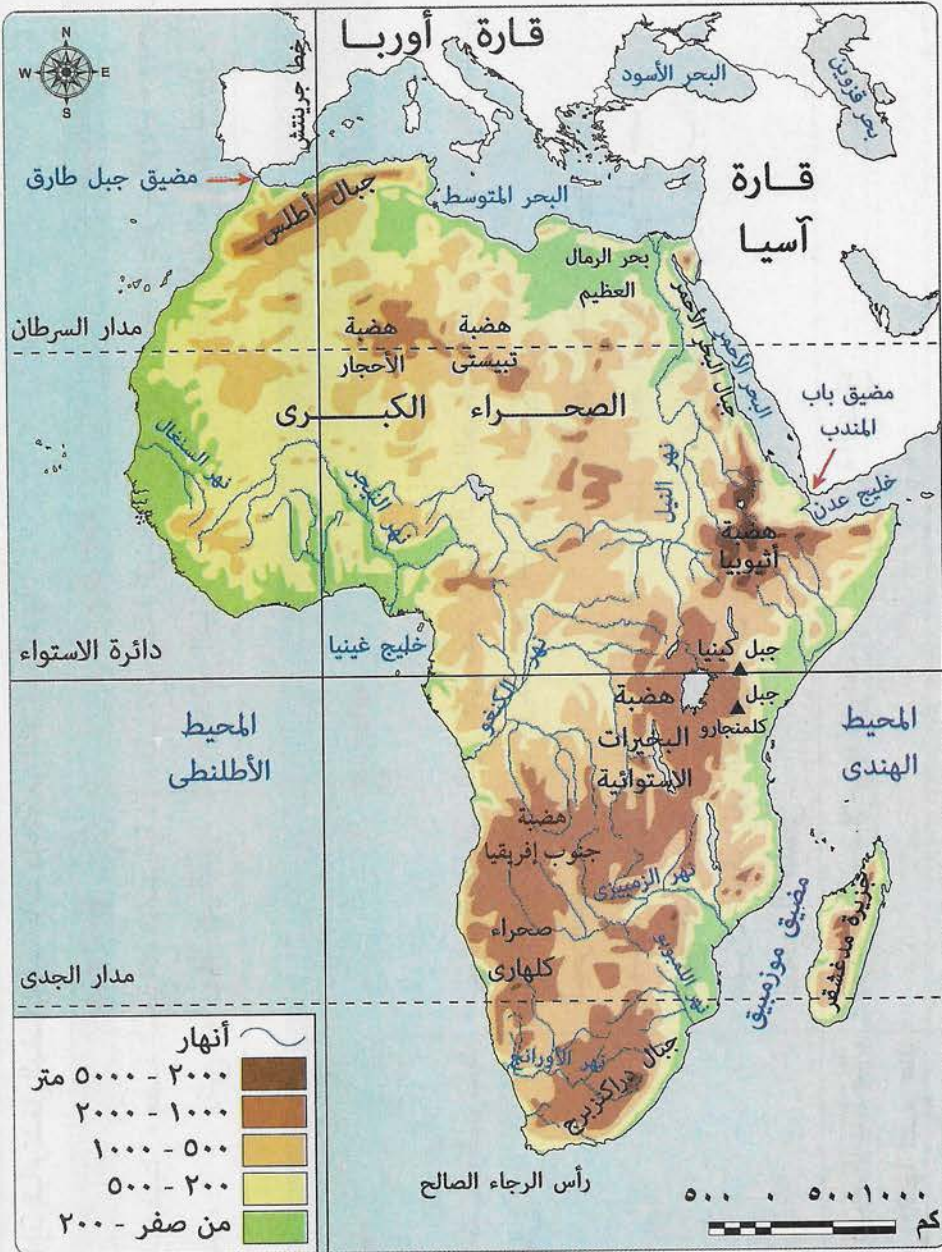 N
W
E
S
قارة أوربا
خط جرينتش
البحر الأسود
بحر قزوين
مضيق جبل طارق
جبال أطلس
البحر المتوسط
قارة
آسيا
بحر الرمال
العظيم
جبال البحر الأحمر
البحر الأحمر
مدار السرطان
هضبة
الأحجار
هضبة
تبيستى
الصحراء الكبرى
مضيق باب
المندب
خليج عدن
نهر السنغال
نهر النيجر
نهر النيل
هضبة
أثيوبيا
دائرة الاستواء
خليج غينيا
نهر الكنغو
جبل كينيا
جبل
كلمنجارو
هضبة
البحيرات
الاستوائية
المحيط
الأطلنطى
المحيط
الهندى
هضبة
جنوب إفريقيا
نهر الزمبيزى
صحراء
كلهارى
نهر اللمبوبو
مضيق موزمبيق
جزيرة مدغشقر
مدار الجدى
نهر الأورانج
جبال دراكنزبرج
رأس الرجاء الصالح
أنهار
٢٠٠٠ - ٥٠٠٠ متر
١٠٠٠ - ٢٠٠٠
٥٠٠ - ١٠٠٠
٢٠٠ - ٥٠٠
من صفر - ٢٠٠
٥٠٠ ٠ ٥٠٠ ١٠٠٠
كم